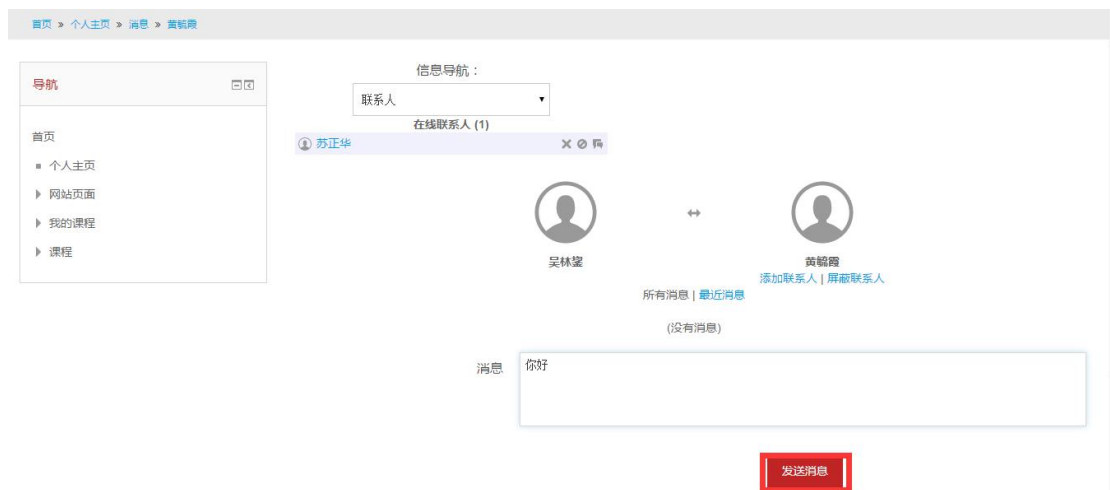 首页 » 个人主页 » 消息 » 黄毓霞
导航
首页
个人主页
网站页面
我的课程
课程
信息导航：
联系人
在线联系人 (1)
苏正华
吴林鋆
黄毓霞
添加联系人 | 屏蔽联系人
所有消息 | 最近消息
(没有消息)
消息
你好
发送消息